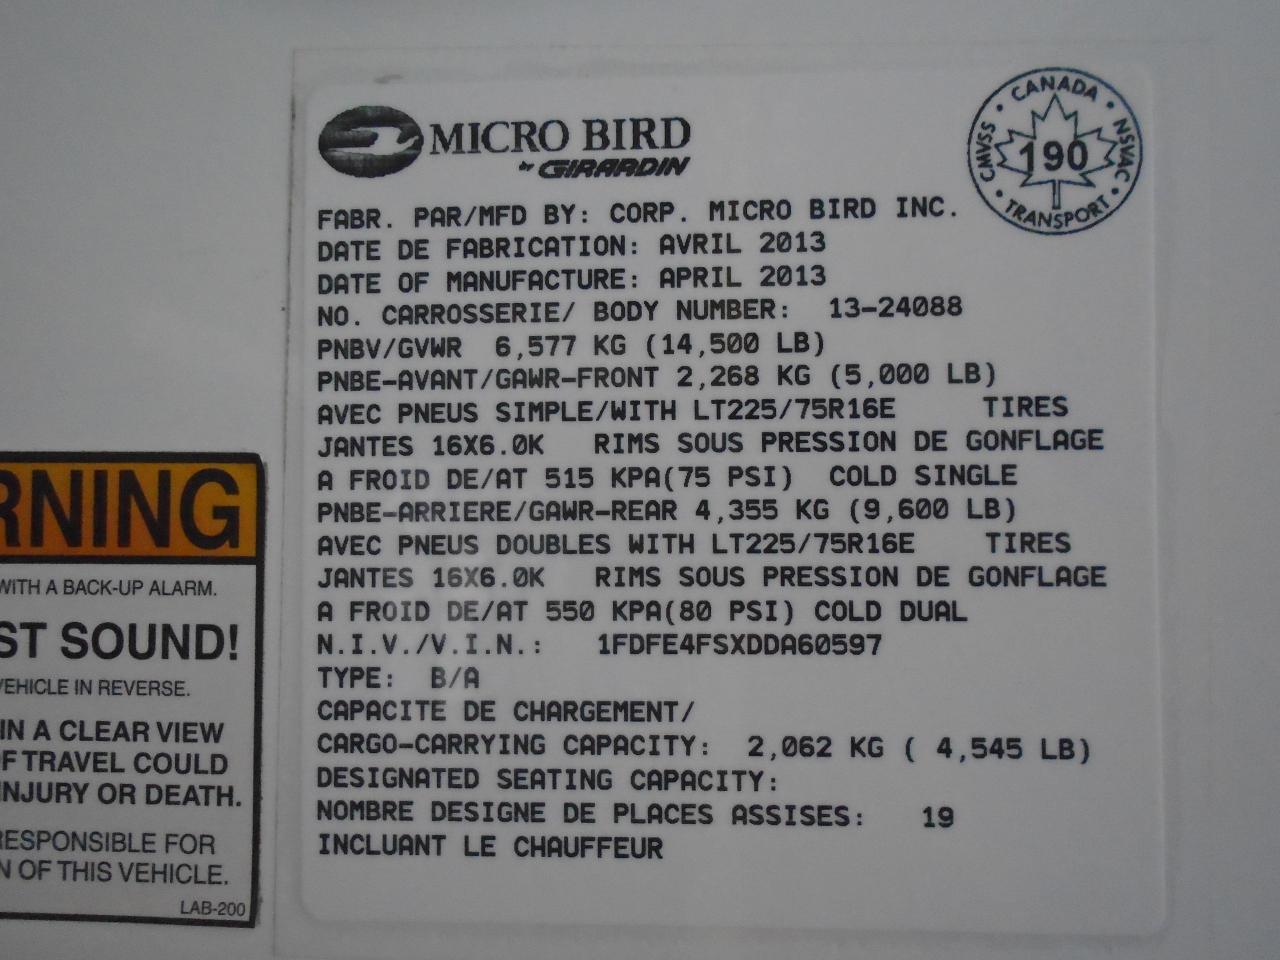 MICRO BIRD
by GIRARDIN
CANADA
NSVAC
TRANSPORT
CMVSS
190
FABR. PAR/MFD BY: CORP. MICRO BIRD INC.
DATE DE FABRICATION: AVRIL 2013
DATE OF MANUFACTURE: APRIL 2013
NO. CARROSSERIE/ BODY NUMBER: 13-24088
PNBV/GVWR 6,577 KG (14,500 LB)
PNBE-AVANT/GAWR-FRONT 2,268 KG (5,000 LB)
AVEC PNEUS SIMPLE/WITH LT225/75R16E TIRES
JANTES 16X6.0K RIMS SOUS PRESSION DE GONFLAGE
A FROID DE/AT 515 KPA(75 PSI) COLD SINGLE
PNBE-ARRIERE/GAWR-REAR 4,355 KG (9,600 LB)
AVEC PNEUS DOUBLES WITH LT225/75R16E TIRES
JANTES 16X6.0K RIMS SOUS PRESSION DE GONFLAGE
A FROID DE/AT 550 KPA(80 PSI) COLD DUAL
N.I.V./V.I.N.: 1FDFE4FSXDDA60597
TYPE: B/A
CAPACITE DE CHARGEMENT/
CARGO-CARRYING CAPACITY: 2,062 KG ( 4,545 LB)
DESIGNATED SEATING CAPACITY:
NOMBRE DESIGNE DE PLACES ASSISES: 19
INCLUANT LE CHAUFFEUR
RNING
WITH A BACK-UP ALARM.
ST SOUND!
VEHICLE IN REVERSE.
IN A CLEAR VIEW
F TRAVEL COULD
INJURY OR DEATH.
RESPONSIBLE FOR
N OF THIS VEHICLE.
LAB-200